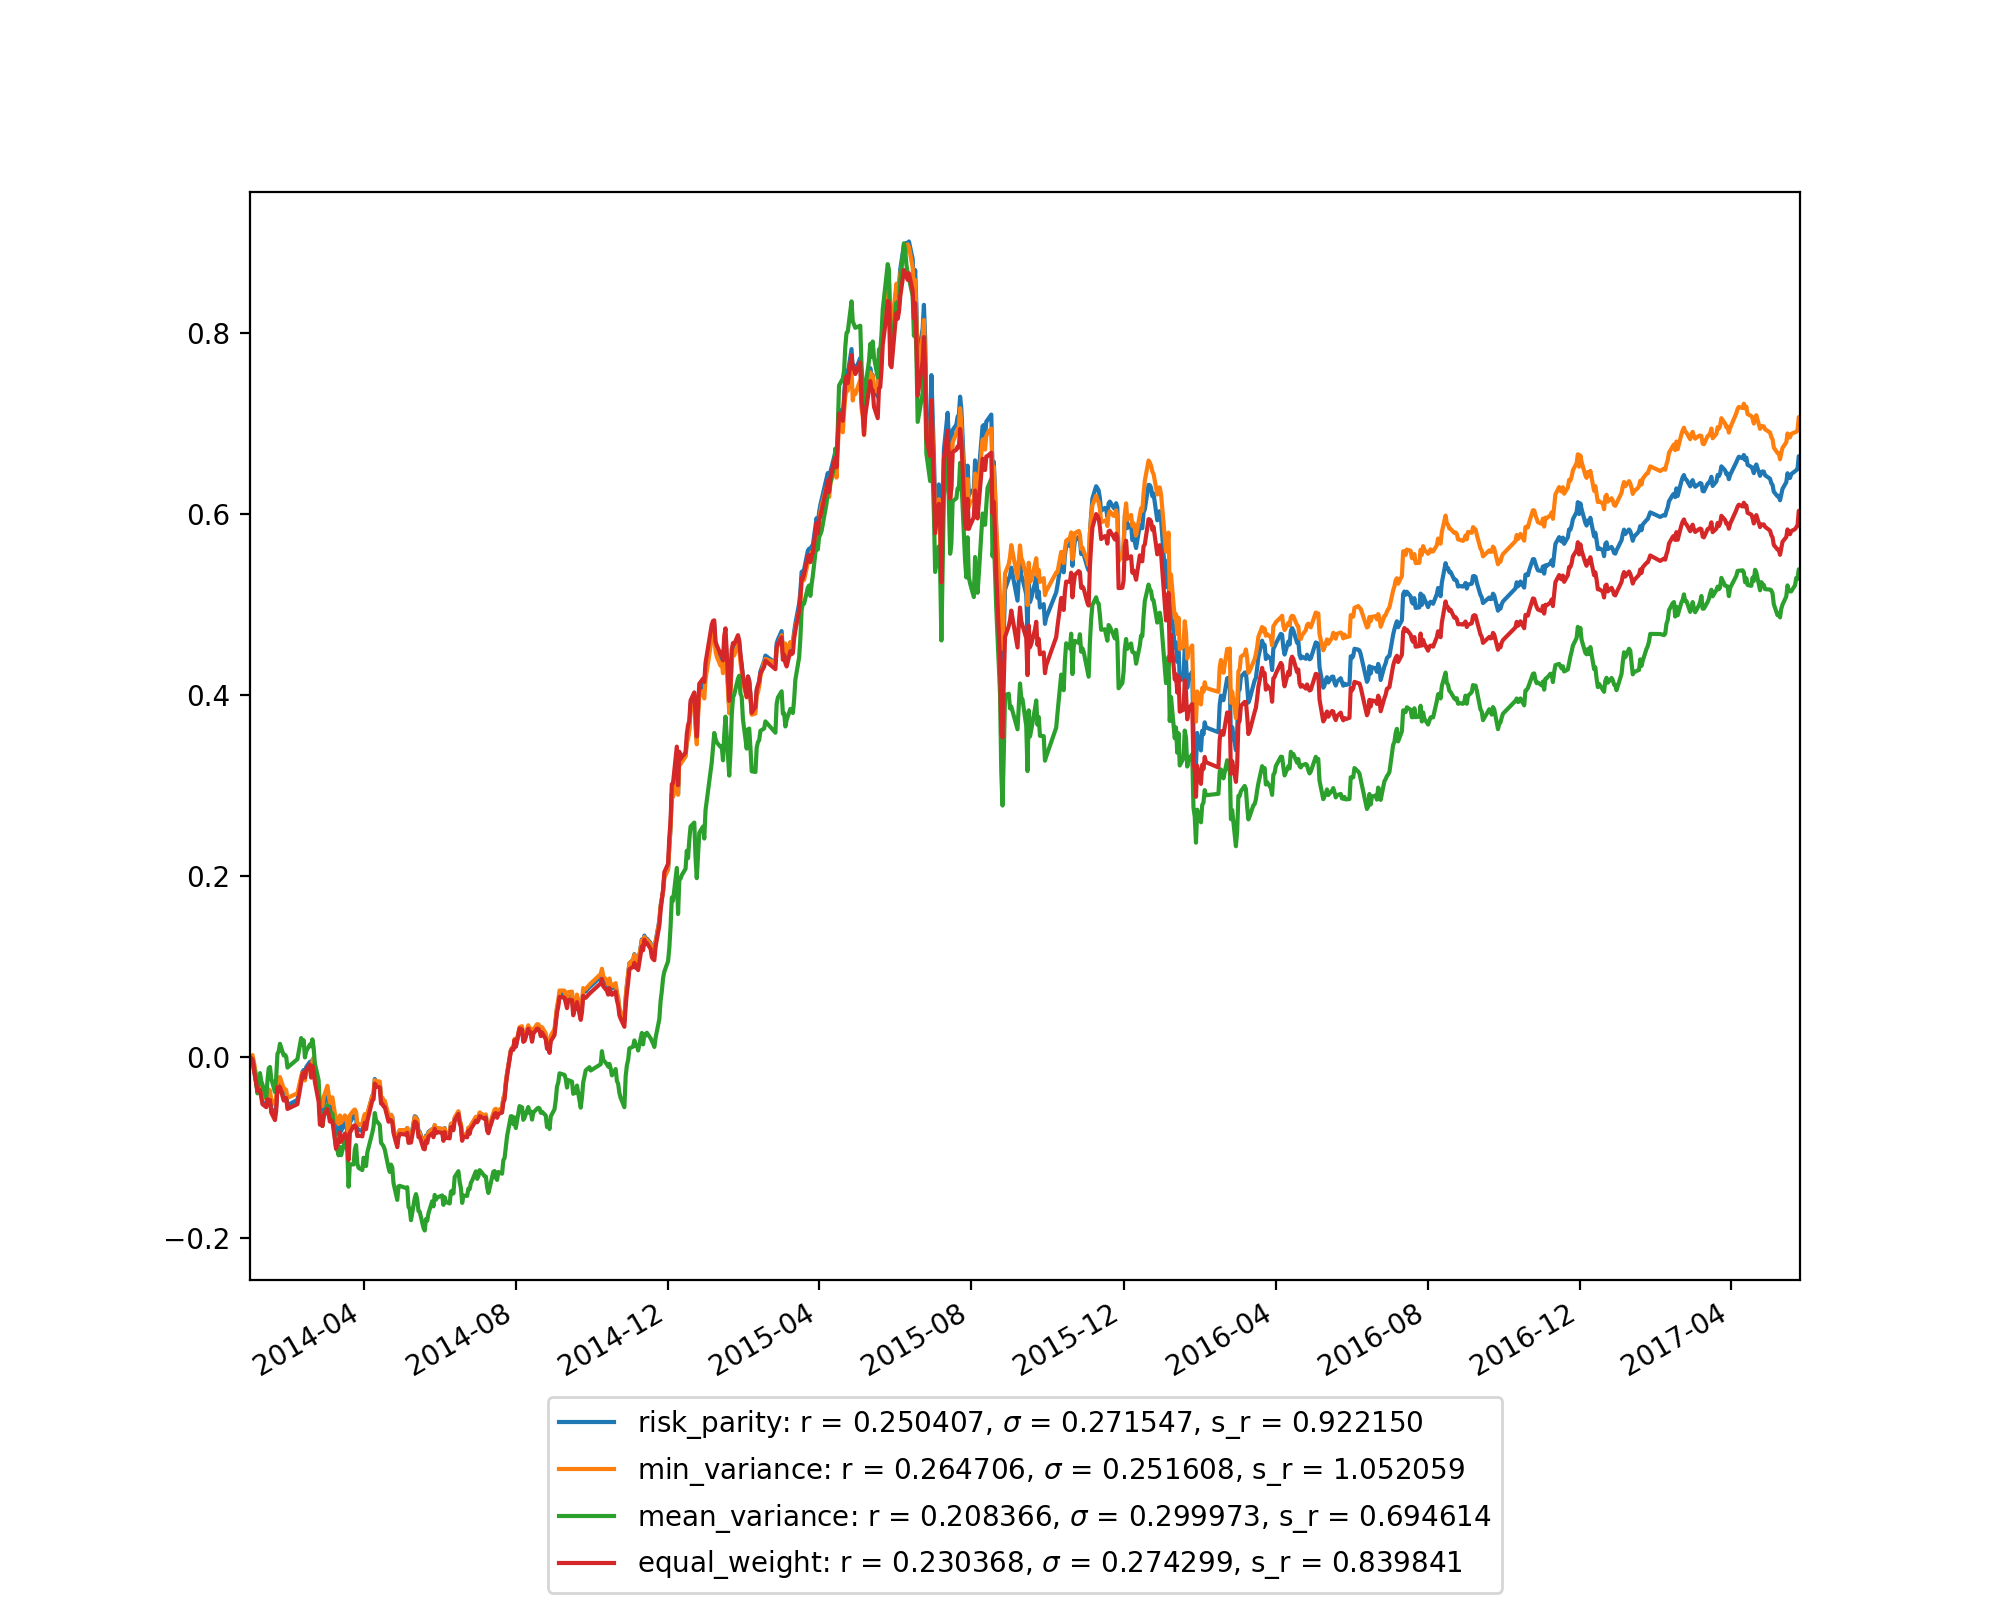 0.8
0.6
0.4
0.2
0.0
−0.2
2014-04 2014-08 2014-12 2015-04 2015-08 2015-12 2016-04 2016-08 2016-12 2017-04
risk_parity: r = 0.250407, σ = 0.271547, s_r = 0.922150
min_variance: r = 0.264706, σ = 0.251608, s_r = 1.052059
mean_variance: r = 0.208366, σ = 0.299973, s_r = 0.694614
equal_weight: r = 0.230368, σ = 0.274299, s_r = 0.839841